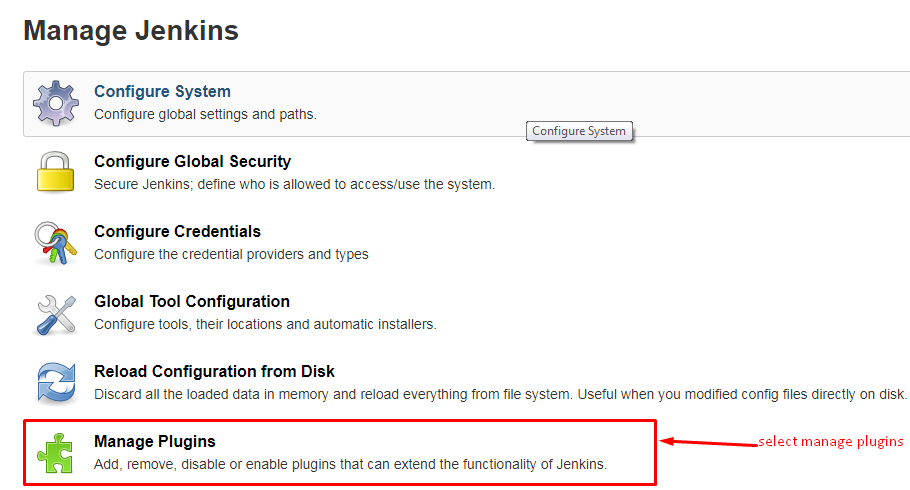 Manage Jenkins
Configure System
Configure global settings and paths.
Configure System
Configure Global Security
Secure Jenkins; define who is allowed to access/use the system.
Configure Credentials
Configure the credential providers and types
Global Tool Configuration
Configure tools, their locations and automatic installers.
Reload Configuration from Disk
Discard all the loaded data in memory and reload everything from file system. Useful when you modified config files directly on disk.
Manage Plugins
select manage plugins
Add, remove, disable or enable plugins that can extend the functionality of Jenkins.